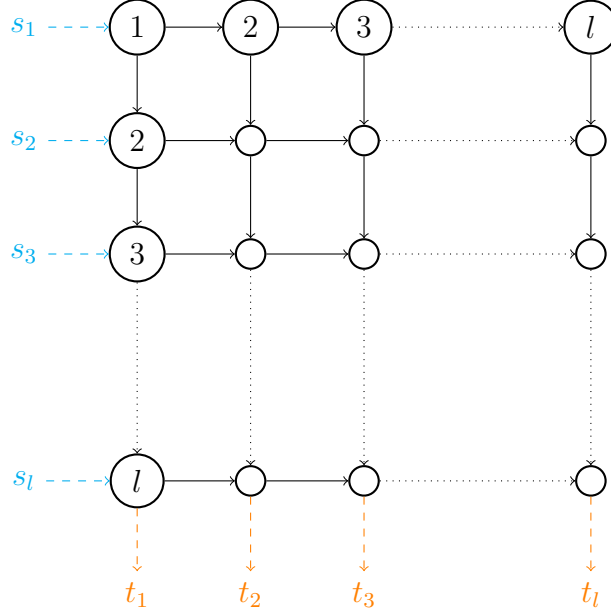 s₁ 1 2 3 l
s₂ 2
s₃ 3
sₗ l
t₁ t₂ t₃ tₗ